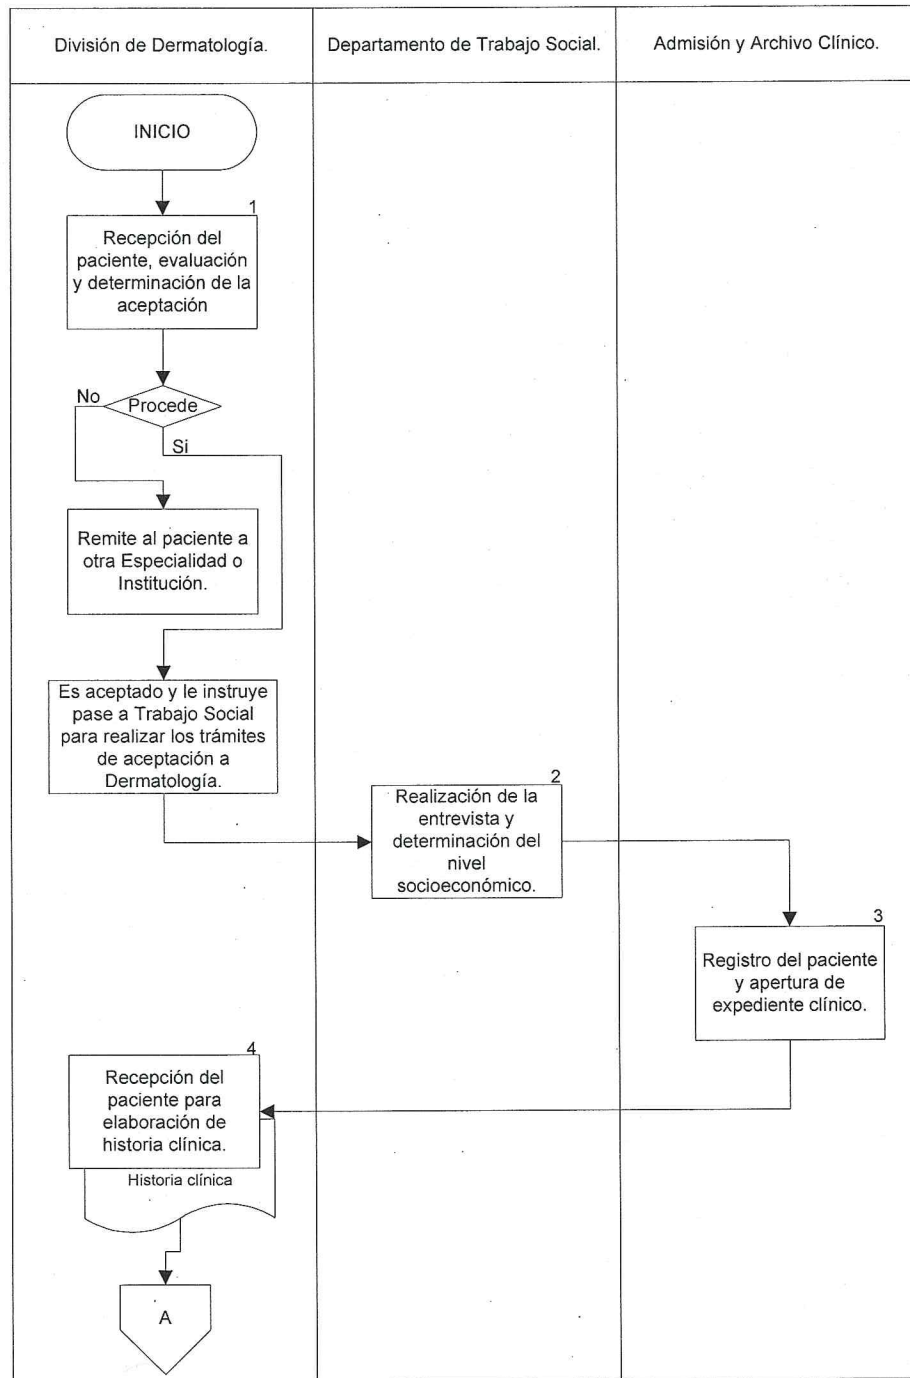 División de Dermatología.
Departamento de Trabajo Social.
Admisión y Archivo Clínico.
INICIO
1
Recepción del
paciente, evaluación
y determinación de la
aceptación
No
Procede
Si
Remite al paciente a
otra Especialidad o
Institución.
Es aceptado y le instruye
pase a Trabajo Social
para realizar los trámites
de aceptación a
Dermatología.
2
Realización de la
entrevista y
determinación del
nivel
socioeconómico.
3
Registro del paciente
y apertura de
expediente clínico.
4
Recepción del
paciente para
elaboración de
historia clínica.
Historia clínica
A